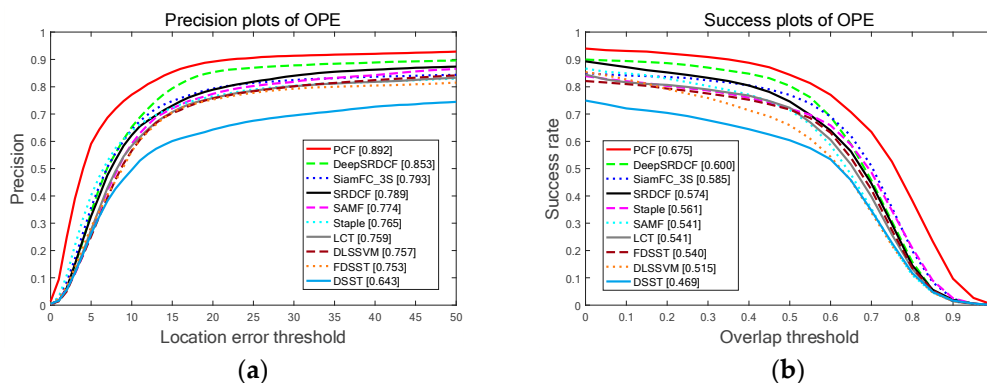 Precision plots of OPE
1
0.9
0.8
0.7
0.6
0.5
0.4
0.3
0.2
0.1
0
Precision
PCF [0.892]
DeepSRDCF [0.853]
SiamFC_3S [0.793]
SRDCF [0.789]
SAMF [0.774]
Staple [0.765]
LCT [0.759]
DLSSVM [0.757]
FDSST [0.753]
DSST [0.643]
0 5 10 15 20 25 30 35 40 45 50
Location error threshold
(a)
Success plots of OPE
1
0.9
0.8
0.7
0.6
0.5
0.4
0.3
0.2
0.1
0
Success rate
PCF [0.675]
DeepSRDCF [0.600]
SiamFC_3S [0.585]
SRDCF [0.574]
Staple [0.561]
SAMF [0.541]
LCT [0.541]
FDSST [0.540]
DLSSVM [0.515]
DSST [0.469]
0 0.1 0.2 0.3 0.4 0.5 0.6 0.7 0.8 0.9
Overlap threshold
(b)